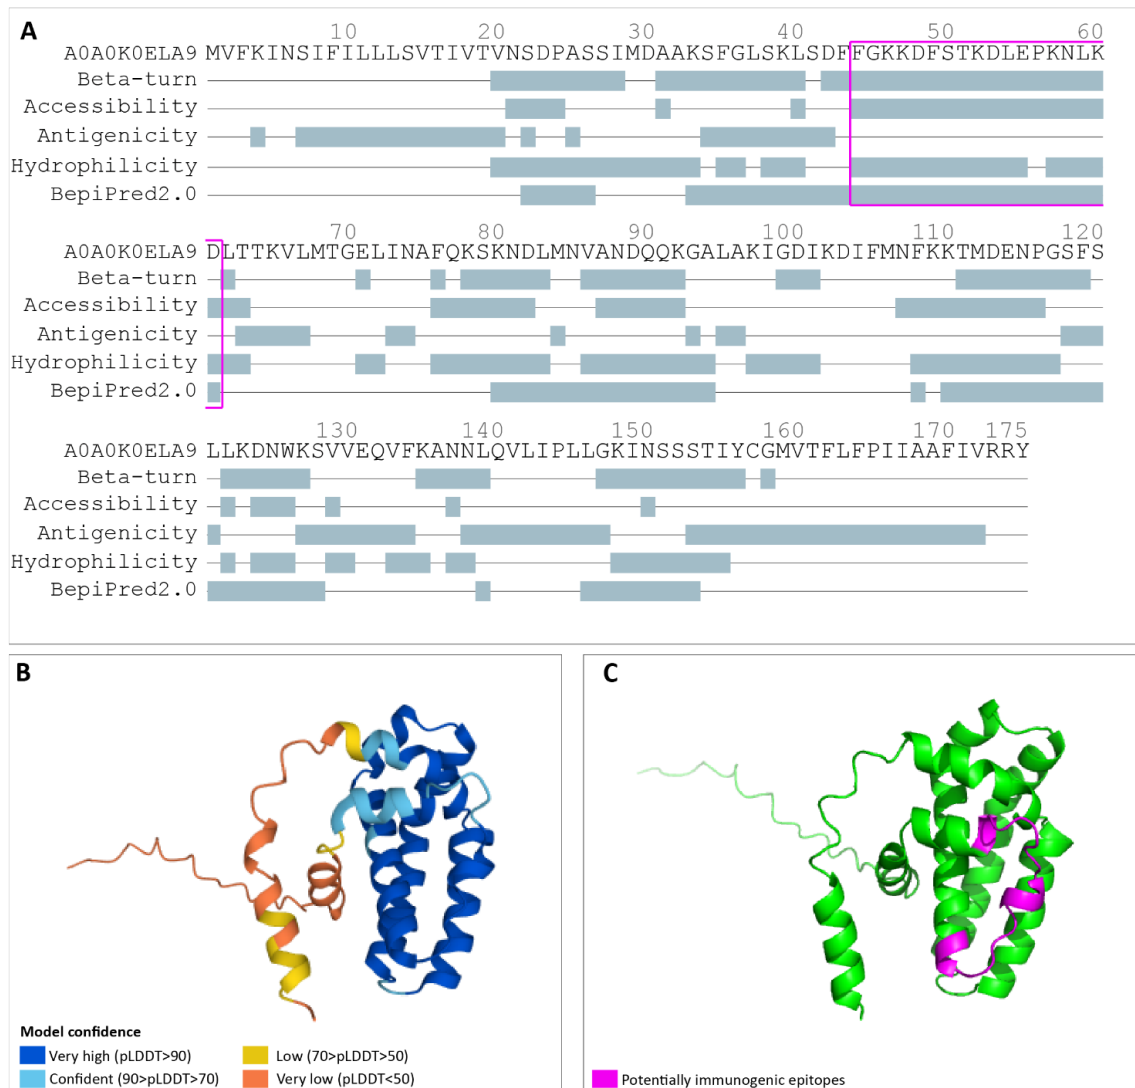 A
10 20 30 40 50 60
A0A0K0ELA9 MVFKINSIFILLLSVTIVTVNSDPASSIMDAAKSFGLSKLSDFFGKKDFSTKDLEPKNLK
Beta-turn
Accessibility
Antigenicity
Hydrophilicity
BepiPred2.0
70 80 90 100 110 120
A0A0K0ELA9 DLTTKVLMTGELINAFQKSKNDLMNVANDQQKGALAKIGDIKDIFMNFKKTMDENPGSFS
Beta-turn
Accessibility
Antigenicity
Hydrophilicity
BepiPred2.0
130 140 150 160 170 175
A0A0K0ELA9 LLKDNWKSVVEQVFKANNLQVLIPLLGKINSSSTIYCGMVTFLFPIIAAFIVRRY
Beta-turn
Accessibility
Antigenicity
Hydrophilicity
BepiPred2.0
B
Model confidence
Very high (pLDDT>90)
Low (70>pLDDT>50)
Confident (90>pLDDT>70)
Very low (pLDDT<50)
C
Potentially immunogenic epitopes